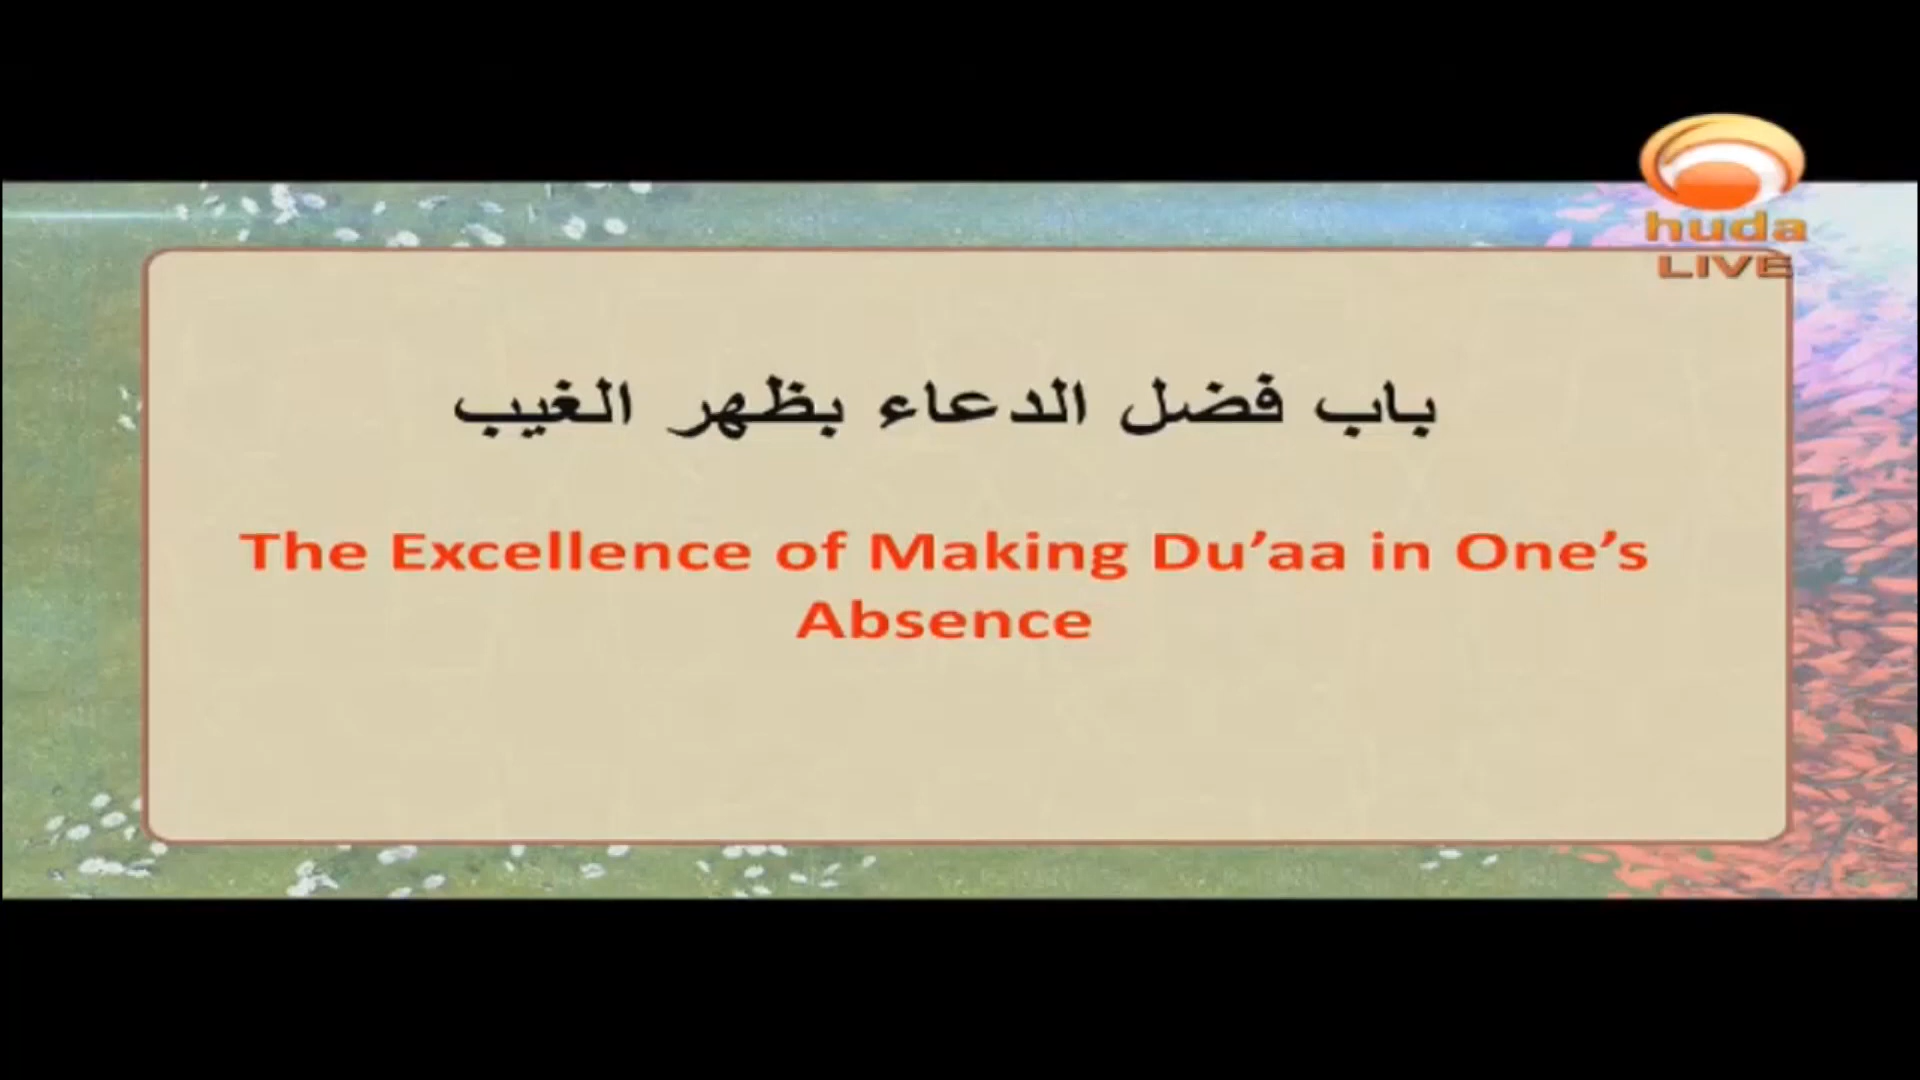 huda
LIVE
باب فضل الدعاء بظهر الغيب
The Excellence of Making Du’aa in One’s
Absence